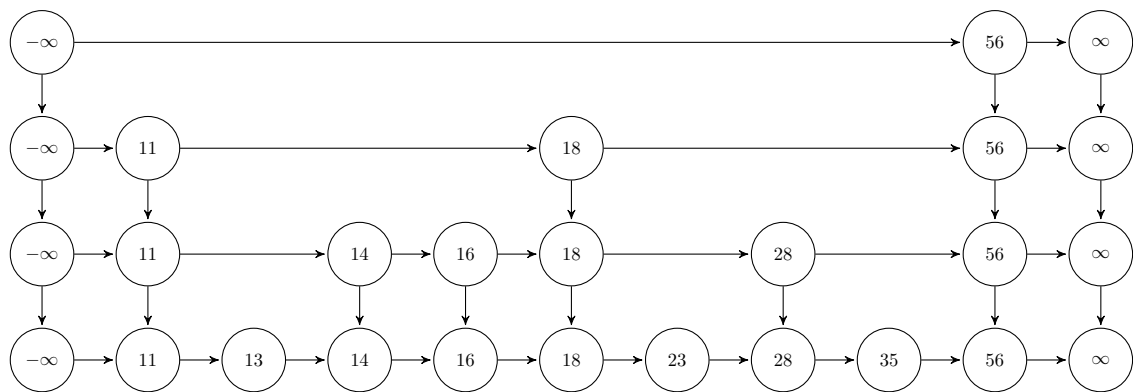 −∞ 56 ∞
−∞ 11 18 56 ∞
−∞ 11 14 16 18 28 56 ∞
−∞ 11 13 14 16 18 23 28 35 56 ∞